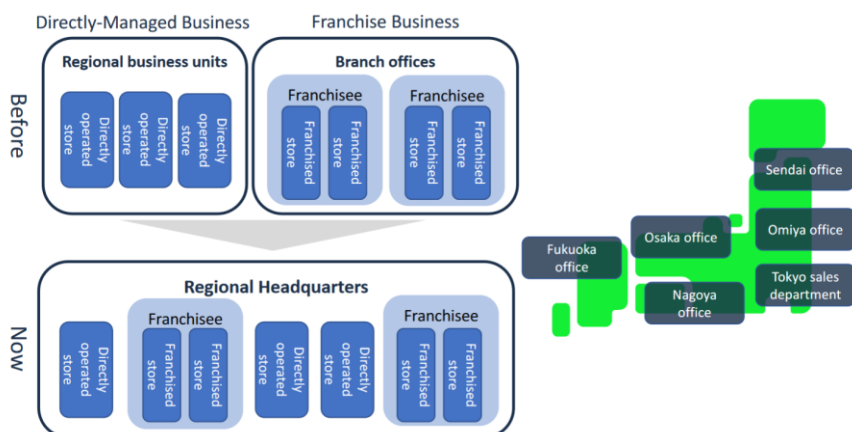 Directly-Managed Business
Franchise Business
Before
Regional business units
Directly
operated
store
Directly
operated
store
Directly
operated
store
Branch offices
Franchisee
Franchised
store
Franchised
store
Franchisee
Franchised
store
Franchised
store
Now
Regional Headquarters
Directly
operated
store
Franchisee
Franchised
store
Franchised
store
Directly
operated
store
Directly
operated
store
Franchisee
Franchised
store
Franchised
store
Sendai office
Omiya office
Osaka office
Fukuoka
office
Tokyo sales
department
Nagoya
office